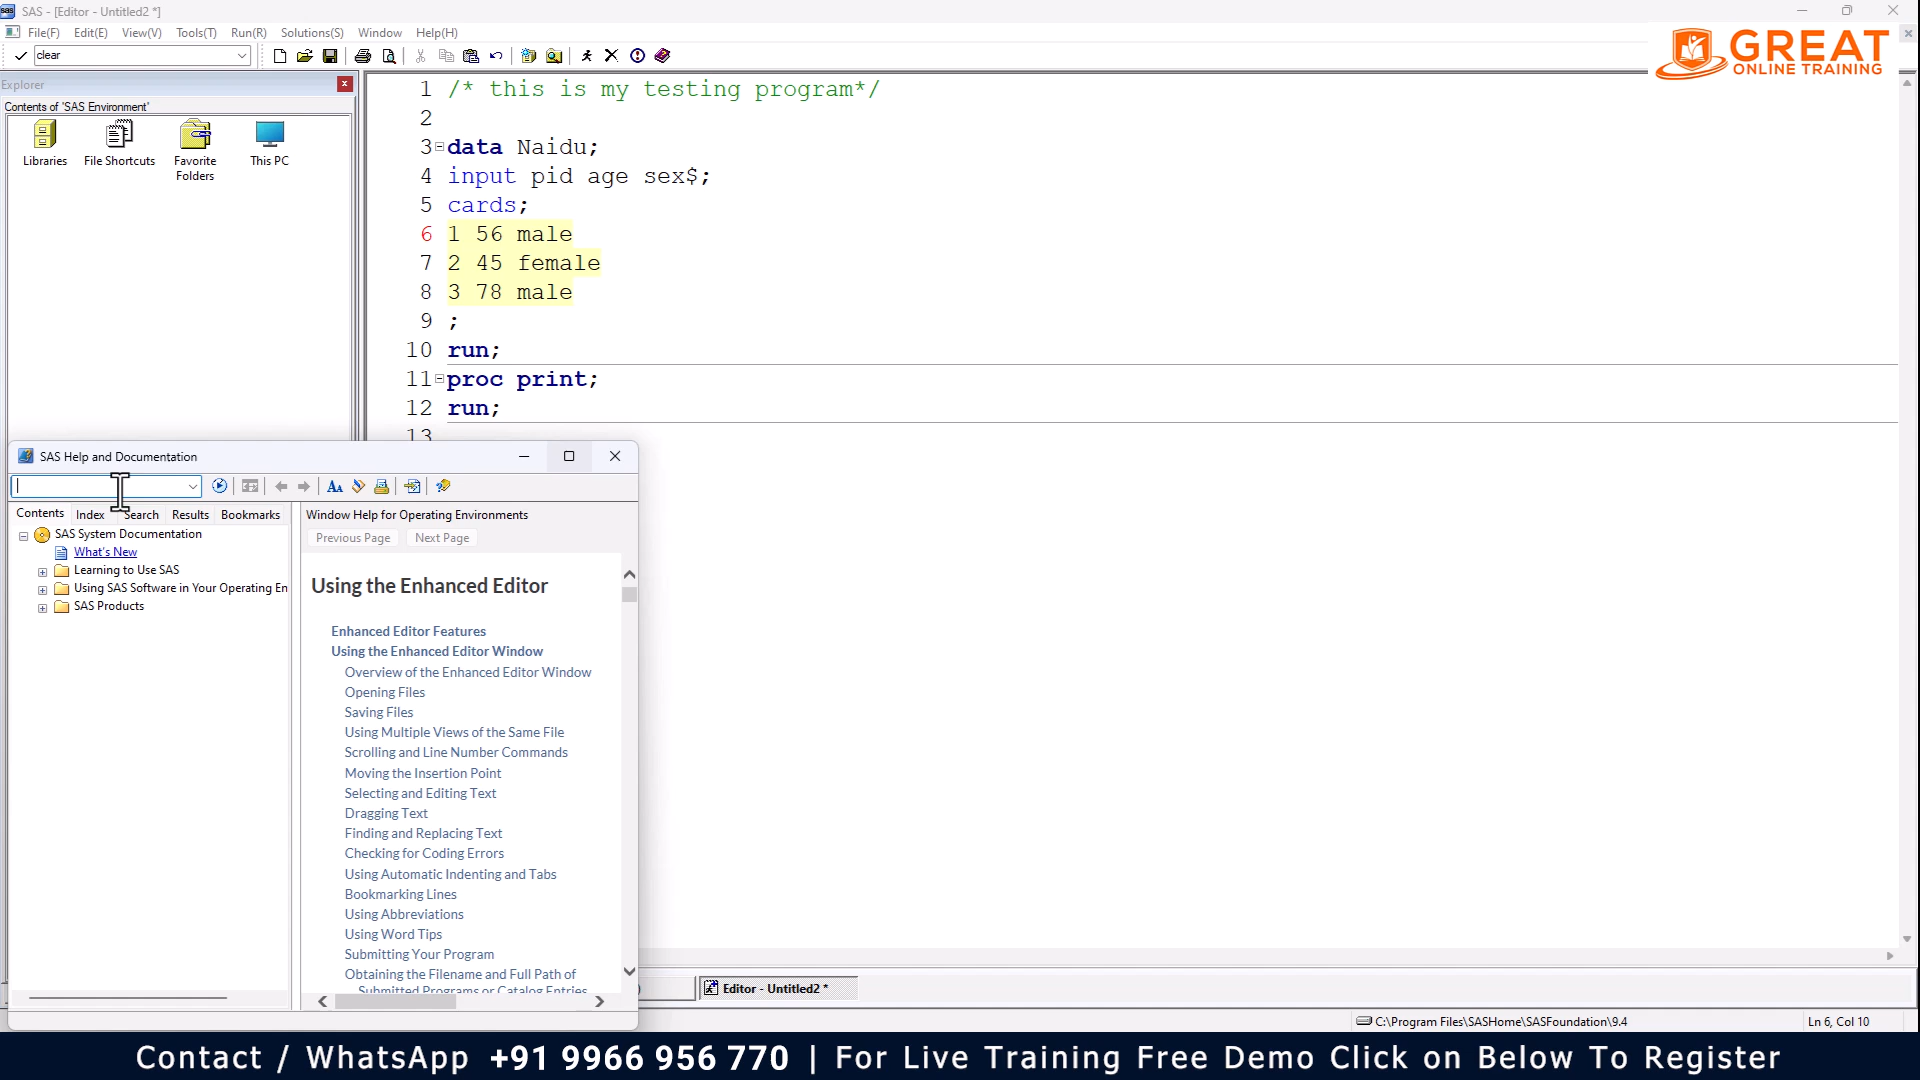 SAS - [Editor - Untitled2 *]
File(F) Edit(E) View(V) Tools(T) Run(R) Solutions(S) Window Help(H)
clear
GREAT
ONLINE TRAINING
Explorer
Contents of 'SAS Environment'
Libraries
File Shortcuts
Favorite
Folders
This PC
1 /* this is my testing program*/
2
3 data Naidu;
4 input pid age sex$;
5 cards;
6 1 56 male
7 2 45 female
8 3 78 male
9 ;
10 run;
11 proc print;
12 run;
13
SAS Help and Documentation
Contents Index Search Results Bookmarks
SAS System Documentation
What's New
Learning to Use SAS
Using SAS Software in Your Operating En
SAS Products
Window Help for Operating Environments
Previous Page Next Page
Using the Enhanced Editor
Enhanced Editor Features
Using the Enhanced Editor Window
Overview of the Enhanced Editor Window
Opening Files
Saving Files
Using Multiple Views of the Same File
Scrolling and Line Number Commands
Moving the Insertion Point
Selecting and Editing Text
Dragging Text
Finding and Replacing Text
Checking for Coding Errors
Using Automatic Indenting and Tabs
Bookmarking Lines
Using Abbreviations
Using Word Tips
Submitting Your Program
Obtaining the Filename and Full Path of
Submitted Programs or Catalog Entries
Editor - Untitled2 *
C:\Program Files\SASHome\SASFoundation\9.4
Ln 6, Col 10
Contact / WhatsApp +91 9966 956 770 | For Live Training Free Demo Click on Below To Register